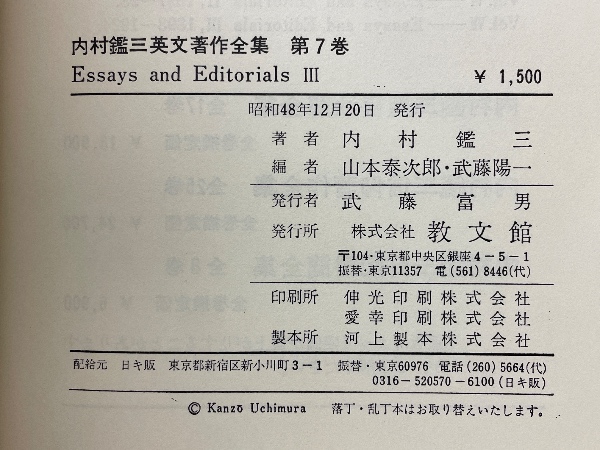 内村鑑三英文著作全集　第7巻
Essays and Editorials Ⅲ　¥ 1,500
昭和48年12月20日　発行
著者　内村鑑三
編者　山本泰次郎・武藤陽一
発行者　武藤富男
発行所　株式会社 教文館
〒104・東京都中央区銀座4－5－1
振替・東京11357　電(561)8446(代)
印刷所　伸光印刷株式会社
愛幸印刷株式会社
製本所　河上製本株式会社
配給元　日キ販　東京都新宿区新小川町3－1　振替・東京60976　電話(260)5664(代)
0316－520570－6100(日キ販)
© Kanzō Uchimura　落丁・乱丁本はお取り替えいたします。